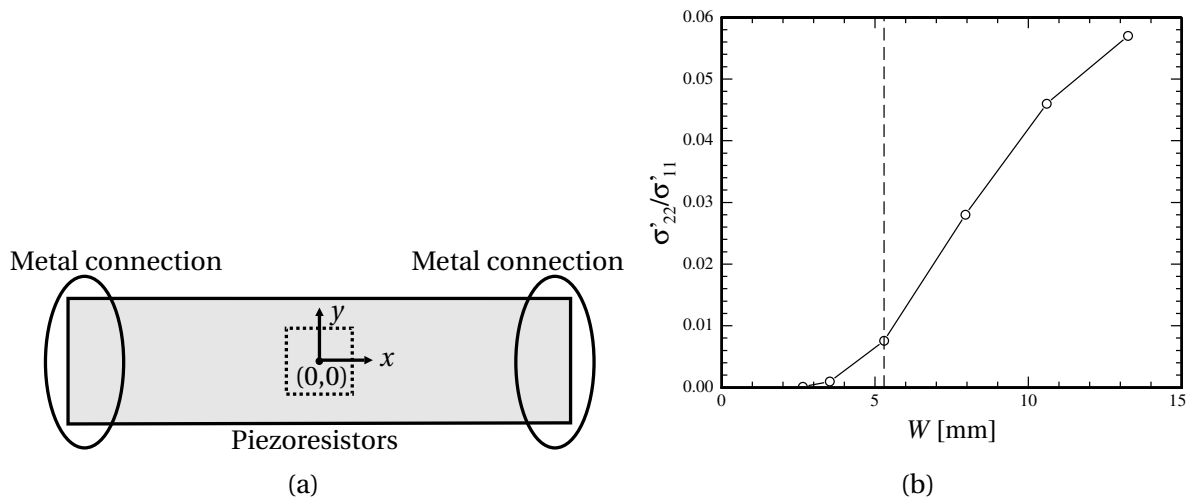 Metal connection
Metal connection
y
x
(0,0)
Piezoresistors
(a)
0.06
0.05
0.04
0.03
0.02
0.01
0.00
σ'22/σ'11
0
5
10
15
W [mm]
(b)